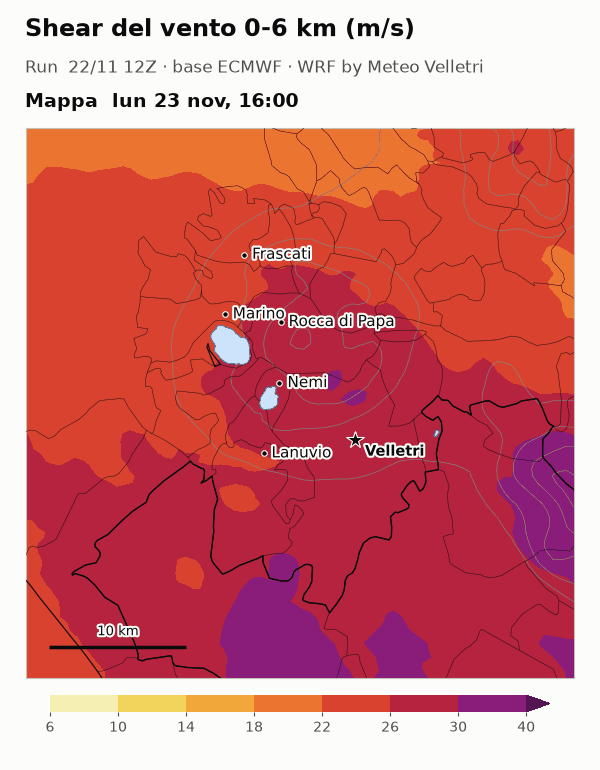 Shear del vento 0-6 km (m/s)
Run  22/11 12Z · base ECMWF · WRF by Meteo Velletri
Mappa  lun 23 nov, 16:00
Frascati
Marino
Rocca di Papa
Nemi
Velletri
Lanuvio
10 km
6 10 14 18 22 26 30 40